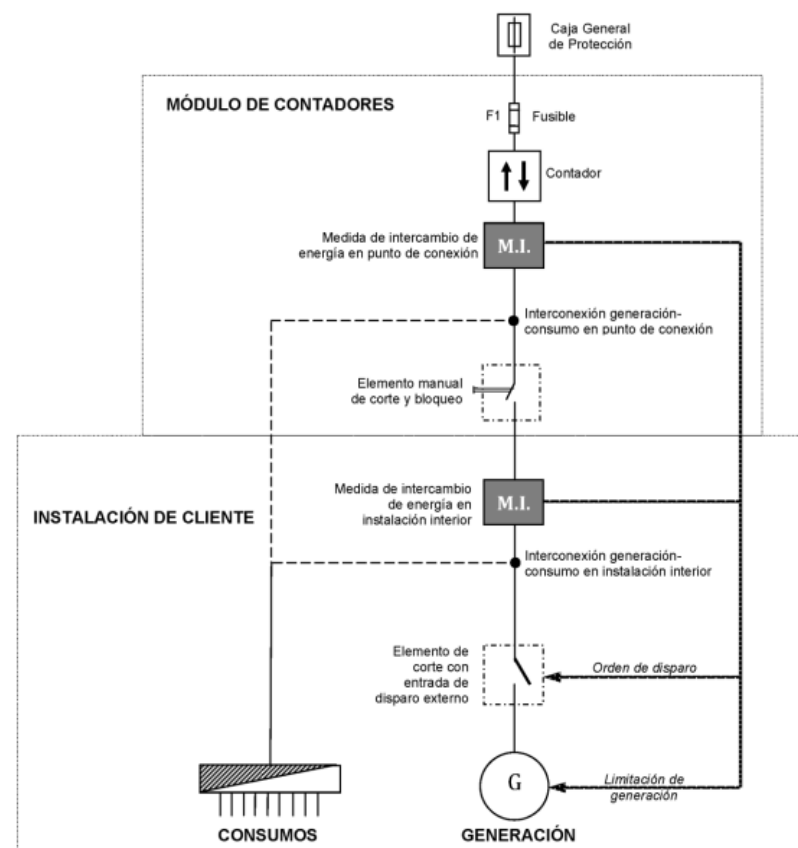 Caja General
de Protección
MÓDULO DE CONTADORES
F1
Fusible
Contador
Medida de intercambio de
energía en punto de conexión
M.I.
Interconexión generación-
consumo en punto de conexión
Elemento manual
de corte y bloqueo
Medida de intercambio
de energía en
instalación interior
M.I.
INSTALACIÓN DE CLIENTE
Interconexión generación-
consumo en instalación interior
Elemento de
corte con
entrada de
disparo externo
Orden de disparo
G
Limitación de
generación
CONSUMOS
GENERACIÓN